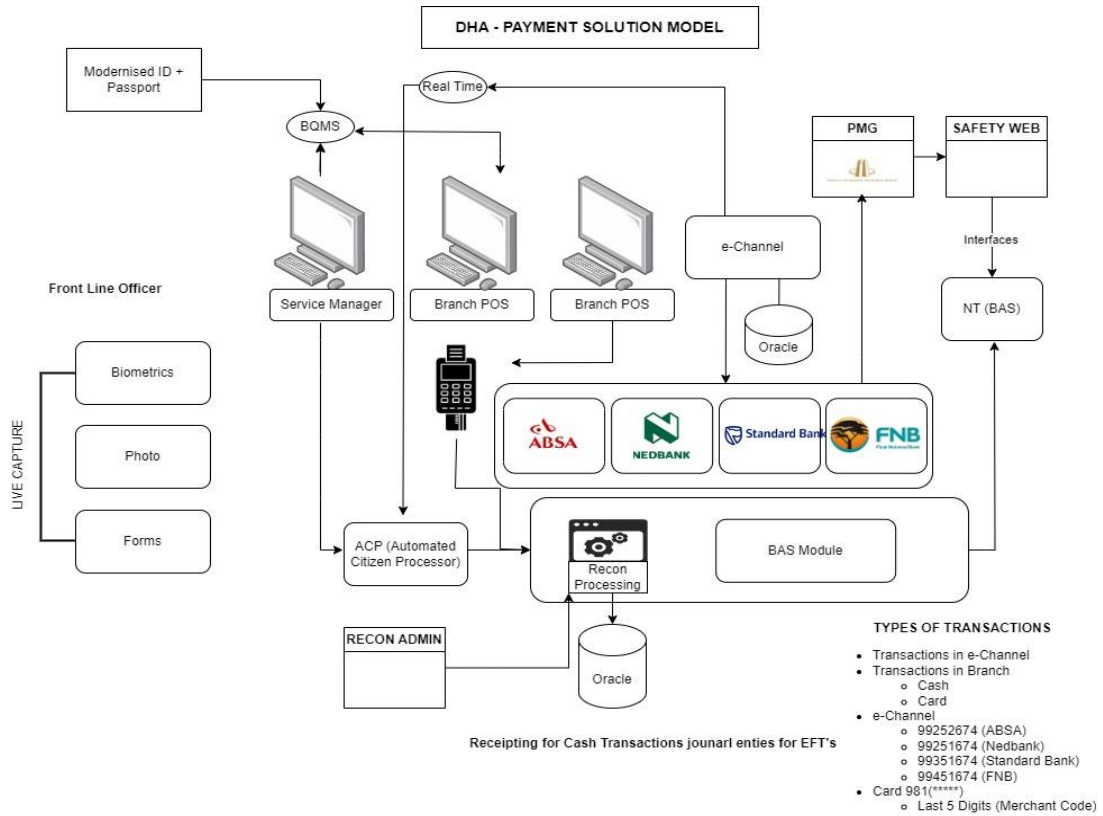 DHA - PAYMENT SOLUTION MODEL
Modernised ID +
Passport
Real Time
BQMS
PMG
SAFETY WEB
e-Channel
Interfaces
Front Line Officer
Service Manager
Branch POS
Branch POS
NT (BAS)
Oracle
Biometrics
ABSA
NEDBANK
Standard Bank
FNB
First National Bank
LIVE CAPTURE
Photo
Forms
ACP (Automated
Citizen Processor)
BAS Module
Recon
Processing
RECON ADMIN
Oracle
TYPES OF TRANSACTIONS
Transactions in e-Channel
Transactions in Branch
Cash
Card
e-Channel
99252674 (ABSA)
99251674 (Nedbank)
99351674 (Standard Bank)
99451674 (FNB)
Card 981(*****)
Last 5 Digits (Merchant Code)
Receipting for Cash Transactions jounarl enties for EFT's